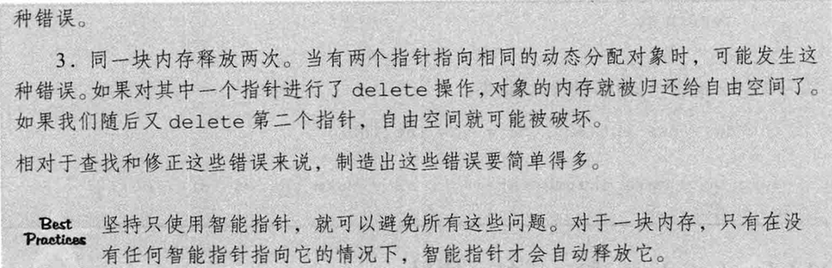 种错误。
3. 同一块内存释放两次。当有两个指针指向相同的动态分配对象时，可能发生这
种错误。如果对其中一个指针进行了 delete 操作，对象的内存就被归还给自由空间了。
如果我们随后又 delete 第二个指针，自由空间就可能被破坏。
相对于查找和修正这些错误来说，制造出这些错误要简单得多。
Best 坚持只使用智能指针，就可以避免所有这些问题。对于一块内存，只有在没
Practices 有任何智能指针指向它的情况下，智能指针才会自动释放它。